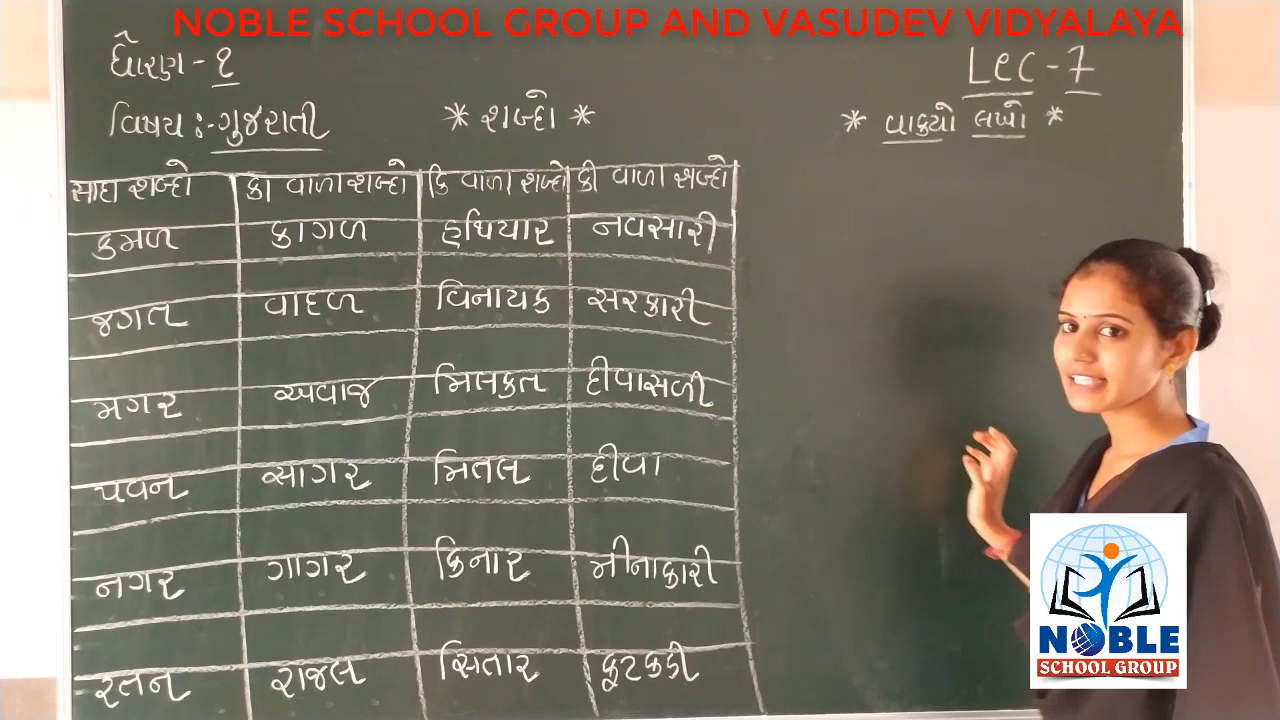 NOBLE SCHOOL GROUP AND VASUDEV VIDYALAYA
ધોરણ - ૧
Lec - 7
વિષય :- ગુજરાતી
* શબ્દો *
* વાક્યો લખો *
સાદા શબ્દો કા વાળા શબ્દો કિ વાળા શબ્દો કી વાળા શબ્દો
કમળ કાગળ હથિયાર નવસારી
જગત વાદળ વિનાયક સરકારી
મગર અવાજ મિલકત દીવાસળી
પવન સાગર મિતલ દીવા
નગર ગાગર કિનાર મીનાકારી
રતન રાજલ સિતાર ફૂટકડી
NOBLE
SCHOOL GROUP